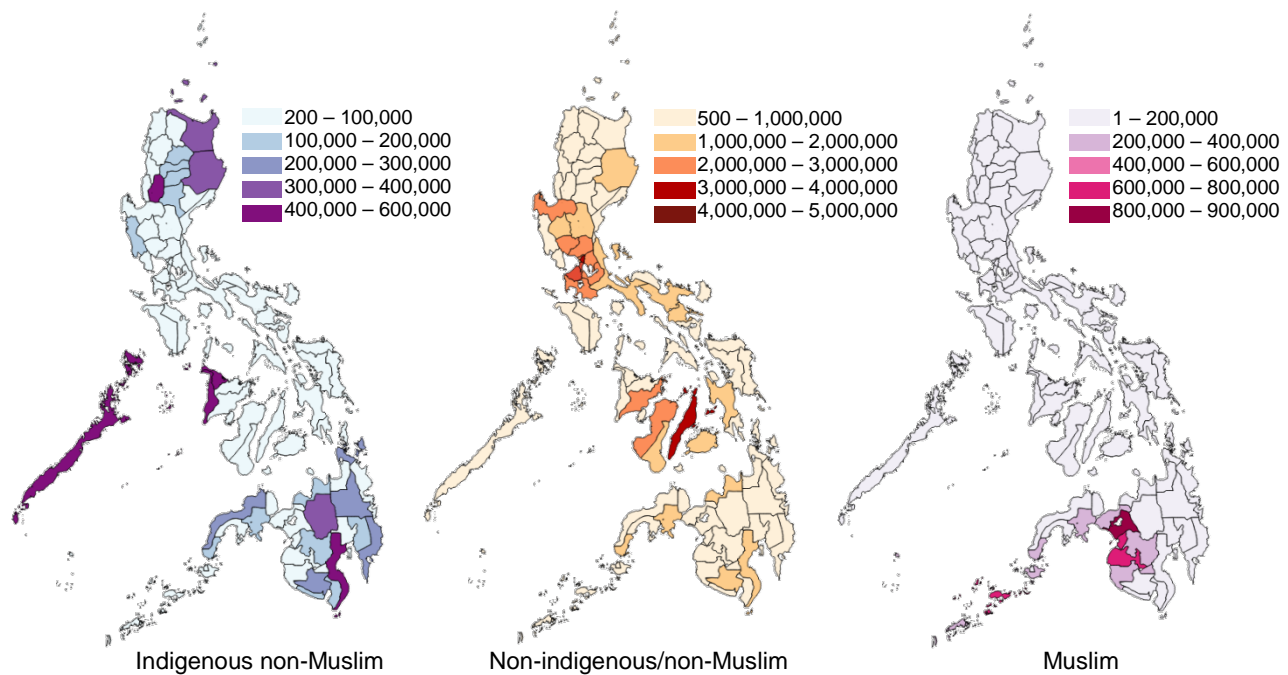 200 – 100,000
100,000 – 200,000
200,000 – 300,000
300,000 – 400,000
400,000 – 600,000
500 – 1,000,000
1,000,000 – 2,000,000
2,000,000 – 3,000,000
3,000,000 – 4,000,000
4,000,000 – 5,000,000
1 – 200,000
200,000 – 400,000
400,000 – 600,000
600,000 – 800,000
800,000 – 900,000
Indigenous non-Muslim
Non-indigenous/non-Muslim
Muslim